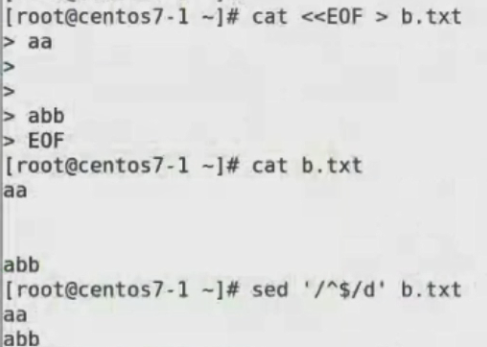 [root@centos7-1 ~]# cat <<EOF > b.txt
> aa
>
>
> abb
> EOF
[root@centos7-1 ~]# cat b.txt
aa
abb
[root@centos7-1 ~]# sed '/^$/d' b.txt
aa
abb